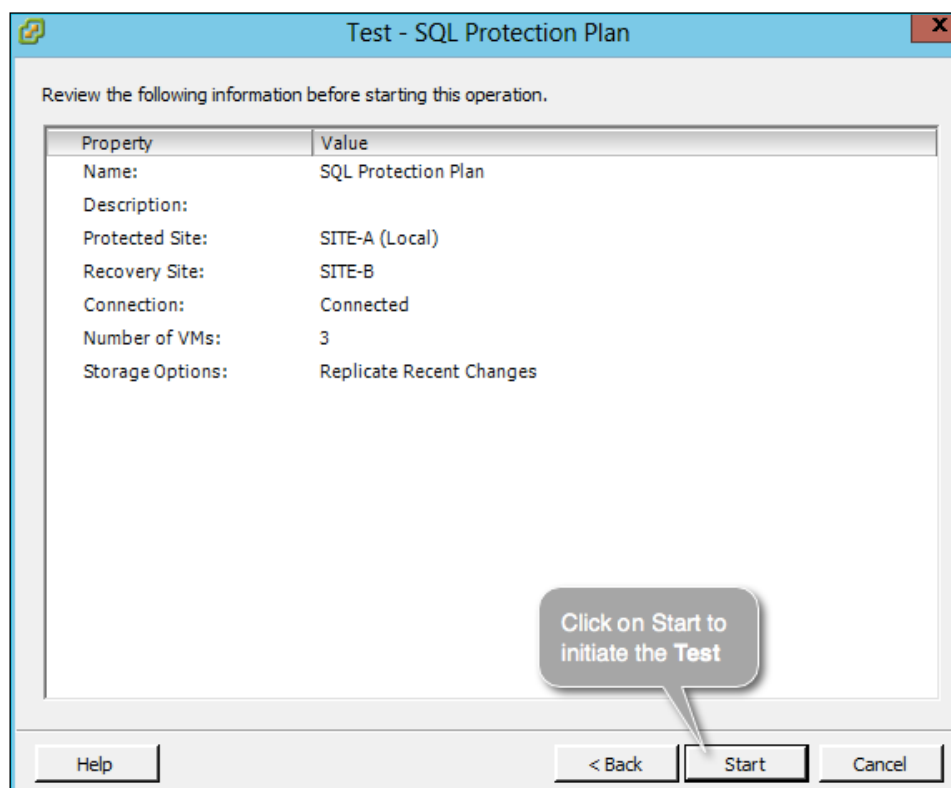 Test - SQL Protection Plan
x
Review the following information before starting this operation.
Property Value
Name: SQL Protection Plan
Description:
Protected Site: SITE-A (Local)
Recovery Site: SITE-B
Connection: Connected
Number of VMs: 3
Storage Options: Replicate Recent Changes
Click on Start to
initiate the Test
Help < Back Start Cancel